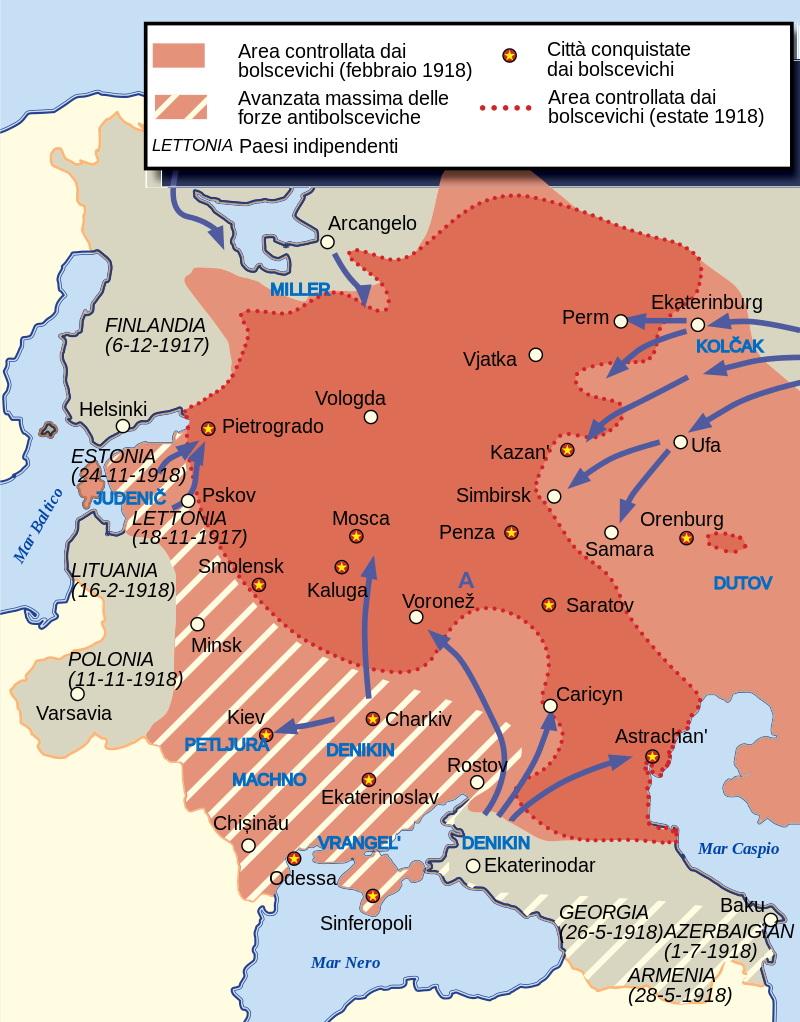 Area controllata dai
bolscevichi (febbraio 1918)
Città conquistate
dai bolscevichi
Avanzata massima delle
forze antibolsceviche
Area controllata dai
bolscevichi (estate 1918)
LETTONIA Paesi indipendenti
Arcangelo
MILLER
Ekaterinburg
Perm
FINLANDIA
(6-12-1917)
KOLČAK
Vjatka
Vologda
Helsinki
Pietrogrado
Ufa
Kazan'
ESTONIA
(24-11-1918)
JUDENIČ
Pskov
Simbirsk
Mar Baltico
LETTONIA
(18-11-1917)
Mosca
Penza
Orenburg
Samara
Smolensk
LITUANIA
(16-2-1918)
Kaluga
A
DUTOV
Voronež
Saratov
Minsk
POLONIA
(11-11-1918)
Varsavia
Caricyn
Kiev
Charkiv
PETLJURA
DENIKIN
Astrachan'
MACHNO
Rostov
Ekaterinoslav
Chișinău
VRANGEL'
DENIKIN
Mar Caspio
Ekaterinodar
Odessa
Sinferopoli
Baku
GEORGIA
(26-5-1918)
AZERBAIGIAN
(1-7-1918)
Mar Nero
ARMENIA
(28-5-1918)